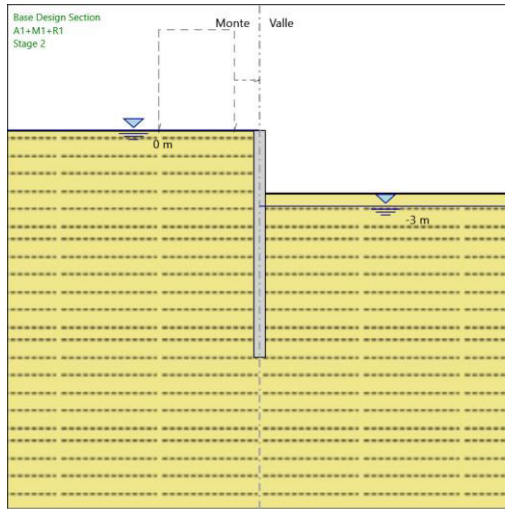 Base Design Section
A1+M1+R1
Stage 2
Monte Valle
0 m
-3 m